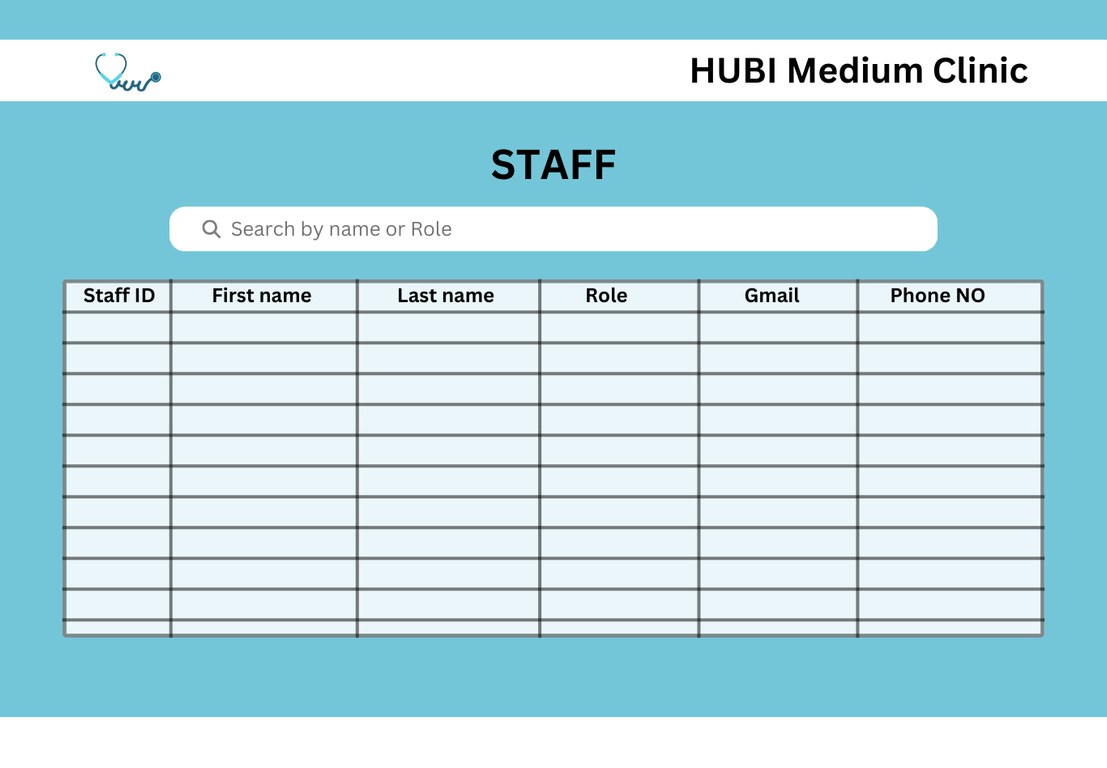 HUBI Medium Clinic
STAFF
Search by name or Role
Staff ID First name Last name Role Gmail Phone NO